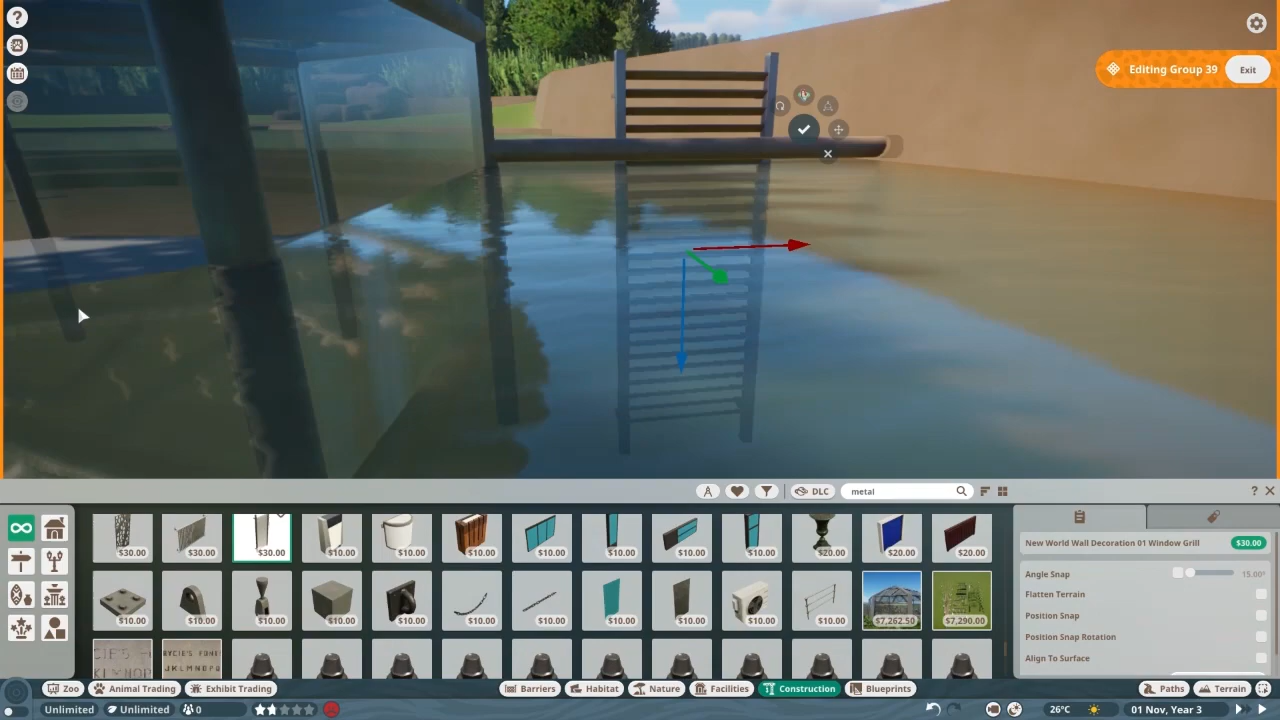 ?
Editing Group 39
Exit
DLC
metal
? ×
$30.00 $30.00 $30.00 $10.00 $10.00 $10.00 $10.00 $10.00 $10.00 $10.00 $20.00 $20.00 $20.00
$10.00 $10.00 $10.00 $10.00 $10.00 $10.00 $10.00 $10.00 $10.00 $10.00 $10.00 $7,262.50 $7,290.00
New World Wall Decoration 01 Window Grill $30.00
Angle Snap 15.00°
Flatten Terrain
Position Snap
Position Snap Rotation
Align To Surface
Zoo Animal Trading Exhibit Trading Barriers Habitat Nature Facilities Construction Blueprints Paths Terrain
Unlimited Unlimited 0 26°C 01 Nov, Year 3